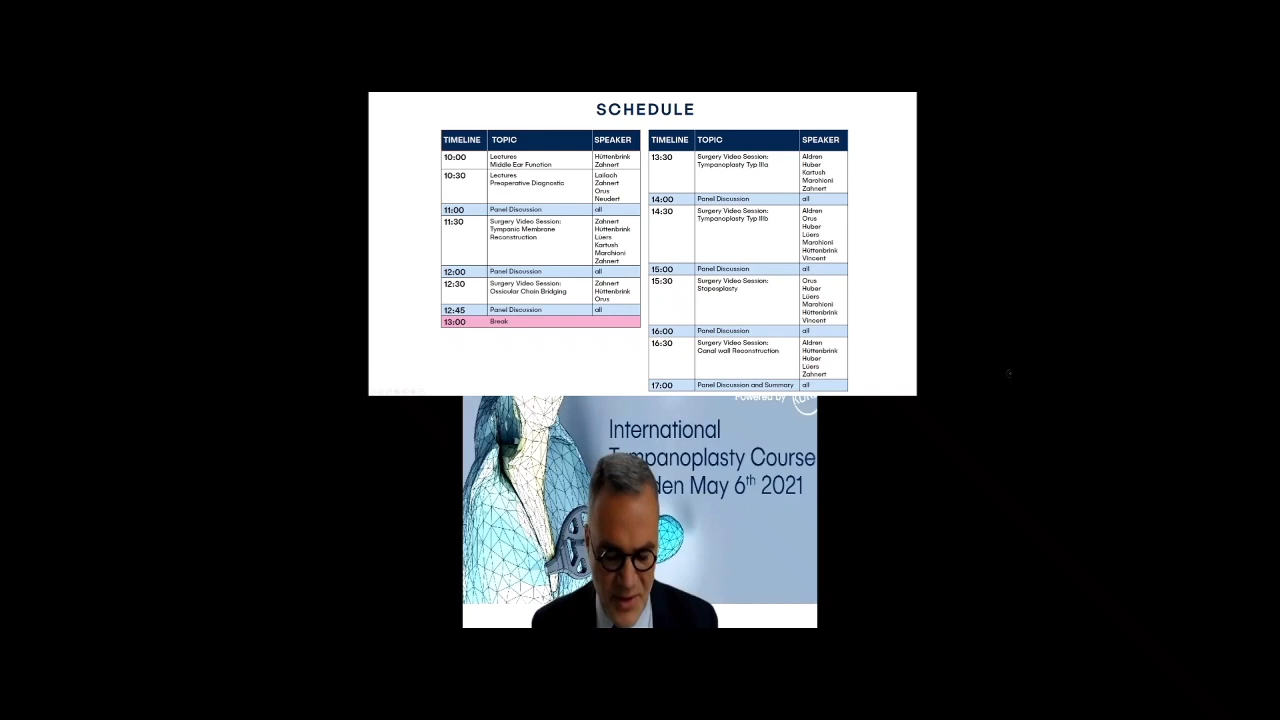 SCHEDULE
TIMELINE TOPIC SPEAKER
10:00 Lectures Hüttenbrink
Middle Ear Function Zahnert
10:30 Lectures Lailach
Preoperative Diagnostic Zahnert
Orus
Neudert
11:00 Panel Discussion all
11:30 Surgery Video Session: Zahnert
Tympanic Membrane Hüttenbrink
Reconstruction Lüers
Kartush
Marchioni
Zahnert
12:00 Panel Discussion all
12:30 Surgery Video Session: Zahnert
Ossicular Chain Bridging Hüttenbrink
Orus
12:45 Panel Discussion all
13:00 Break
TIMELINE TOPIC SPEAKER
13:30 Surgery Video Session: Aldren
Tympanoplasty Typ IIIa Huber
Kartush
Marchioni
Zahnert
14:00 Panel Discussion all
14:30 Surgery Video Session: Aldren
Tympanoplasty Typ IIIb Orus
Huber
Lüers
Marchioni
Hüttenbrink
Vincent
15:00 Panel Discussion all
15:30 Surgery Video Session: Orus
Stapesplasty Huber
Lüers
Marchioni
Hüttenbrink
Vincent
16:00 Panel Discussion all
16:30 Surgery Video Session: Aldren
Canal wall Reconstruction Hüttenbrink
Huber
Lüers
Zahnert
17:00 Panel Discussion and Summary all
Powered by
International
Tympanoplasty Course
den May 6th 2021